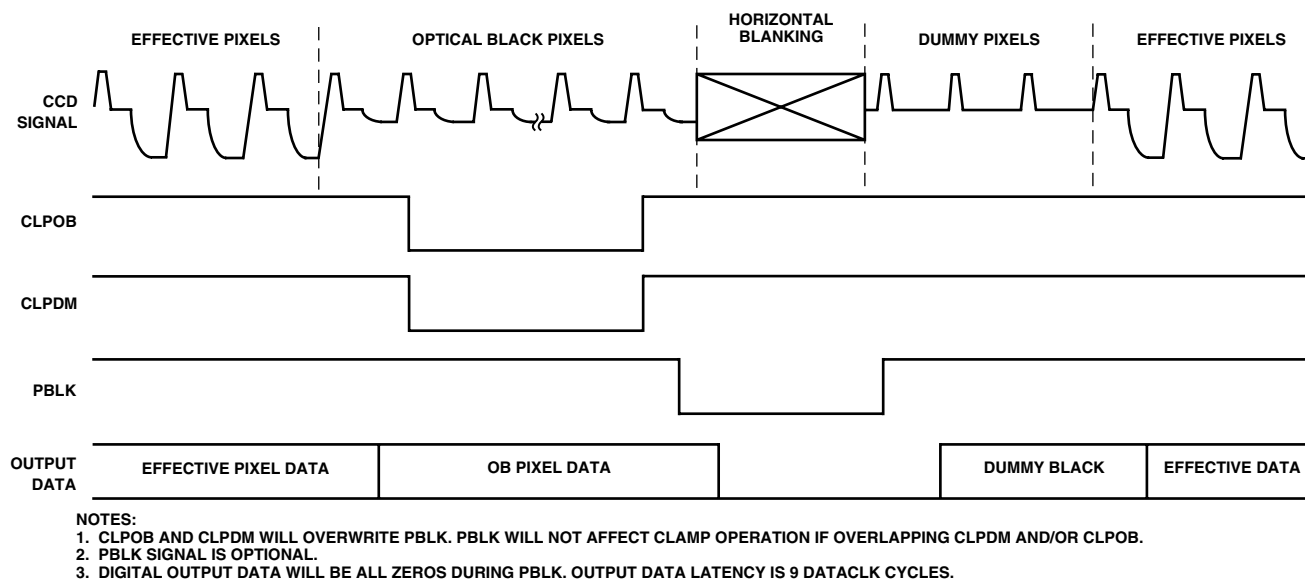 EFFECTIVE PIXELS
OPTICAL BLACK PIXELS
HORIZONTAL
BLANKING
DUMMY PIXELS
EFFECTIVE PIXELS
CCD
SIGNAL
CLPOB
CLPDM
PBLK
OUTPUT
DATA
EFFECTIVE PIXEL DATA
OB PIXEL DATA
DUMMY BLACK
EFFECTIVE DATA
NOTES:
1. CLPOB AND CLPDM WILL OVERWRITE PBLK. PBLK WILL NOT AFFECT CLAMP OPERATION IF OVERLAPPING CLPDM AND/OR CLPOB.
2. PBLK SIGNAL IS OPTIONAL.
3. DIGITAL OUTPUT DATA WILL BE ALL ZEROS DURING PBLK. OUTPUT DATA LATENCY IS 9 DATACLK CYCLES.